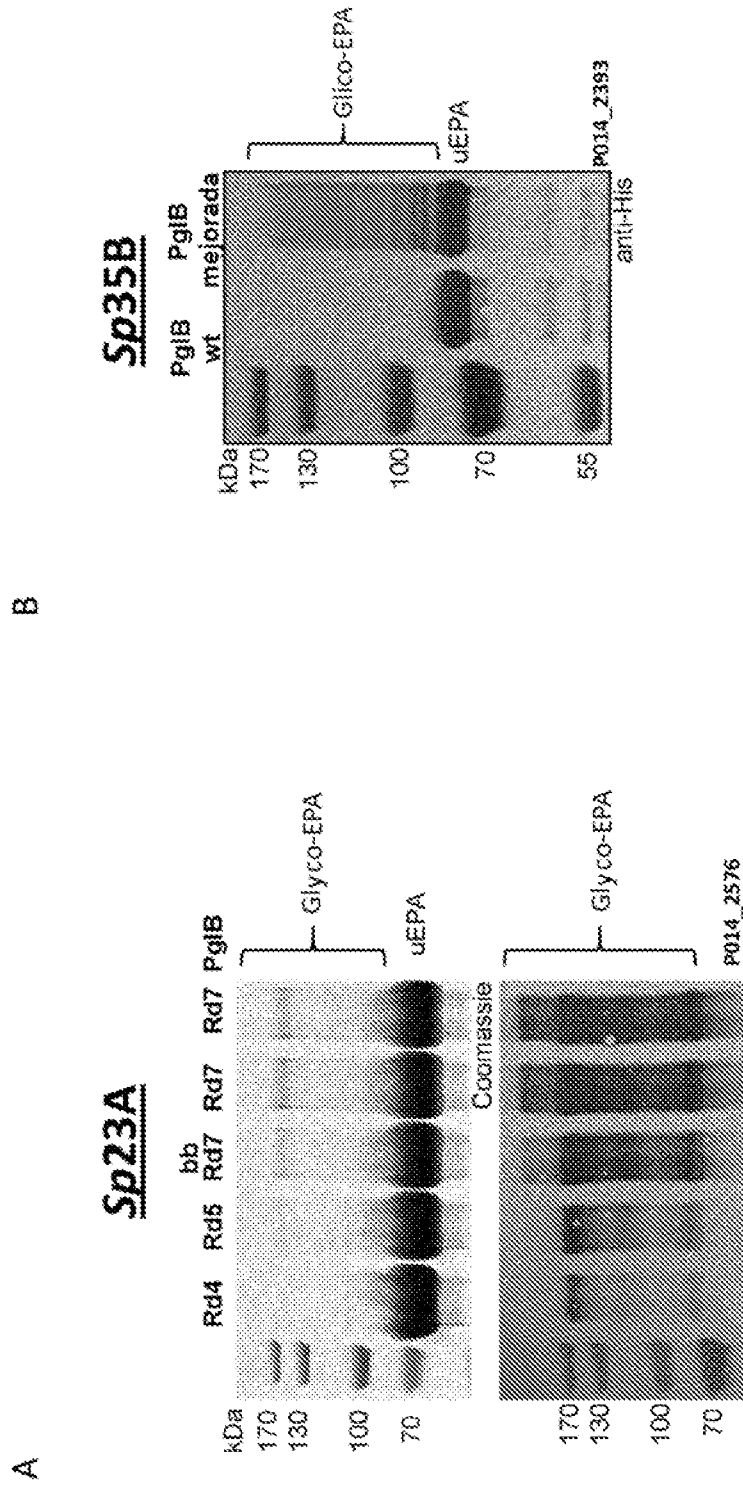 A
Sp23A
bb
Rd4 Rd5 Rd7 Rd7 Rd7 PglB
kDa
170
130
100
70
Glyco-EPA
uEPA
Coomassie
170
130
100
70
Glyco-EPA
P014_2576
B
Sp35B
PglB wt
PglB mejorada
kDa
170
130
100
70
55
Glico-EPA
uEPA
P014_2393
anti-His